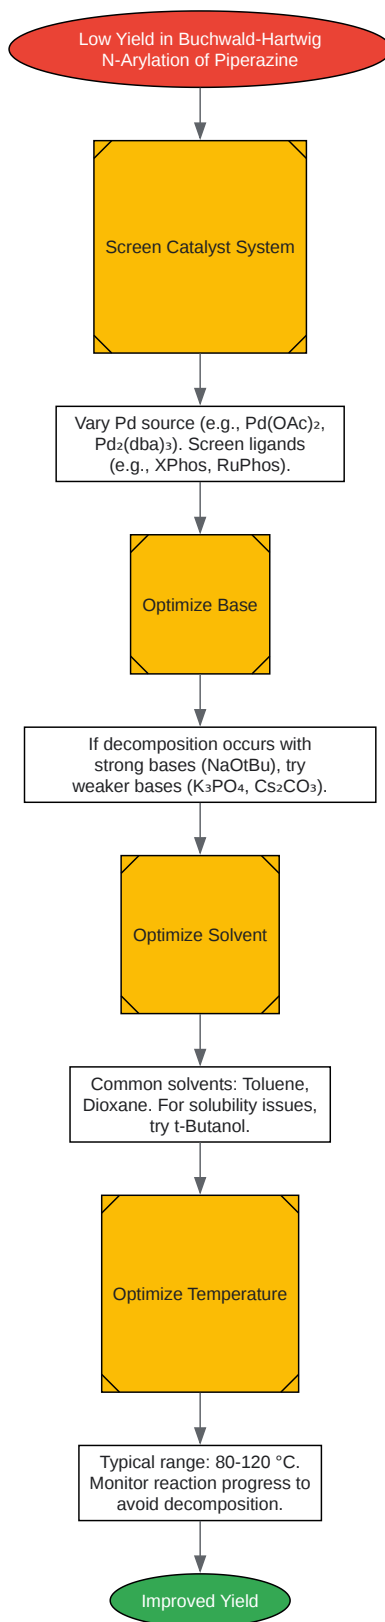 Low Yield in Buchwald-Hartwig
N-Arylation of Piperazine
Screen Catalyst System
Vary Pd source (e.g., Pd(OAc)₂,
Pd₂(dba)₃). Screen ligands
(e.g., XPhos, RuPhos).
Optimize Base
If decomposition occurs with
strong bases (NaOtBu), try
weaker bases (K₃PO₄, Cs₂CO₃).
Optimize Solvent
Common solvents: Toluene,
Dioxane. For solubility issues,
try t-Butanol.
Optimize Temperature
Typical range: 80-120 °C.
Monitor reaction progress to
avoid decomposition.
Improved Yield